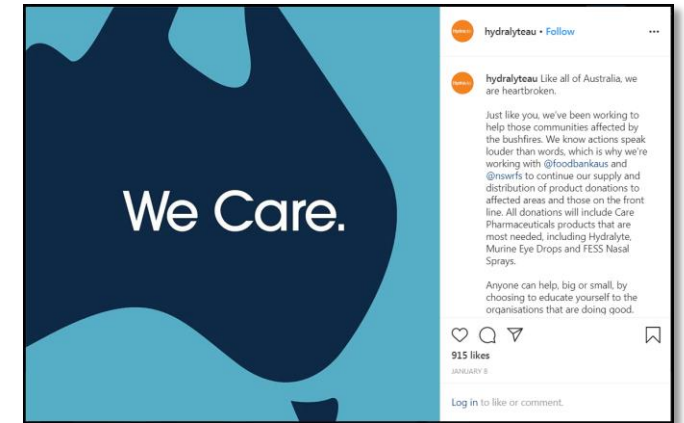 We Care.
hydralyteau • Follow
hydralyteau Like all of Australia, we
are heartbroken.
Just like you, we've been working to
help those communities affected by
the bushfires. We know actions speak
louder than words, which is why we're
working with @foodbankaus and
@nswrfs to continue our supply and
distribution of product donations to
affected areas and those on the front
line. All donations will include Care
Pharmaceuticals products that are
most needed, including Hydralyte,
Murine Eye Drops and FESS Nasal
Sprays.
Anyone can help, big or small, by
choosing to educate yourself to the
organisations that are doing good.
915 likes
JANUARY 8
Log in to like or comment.